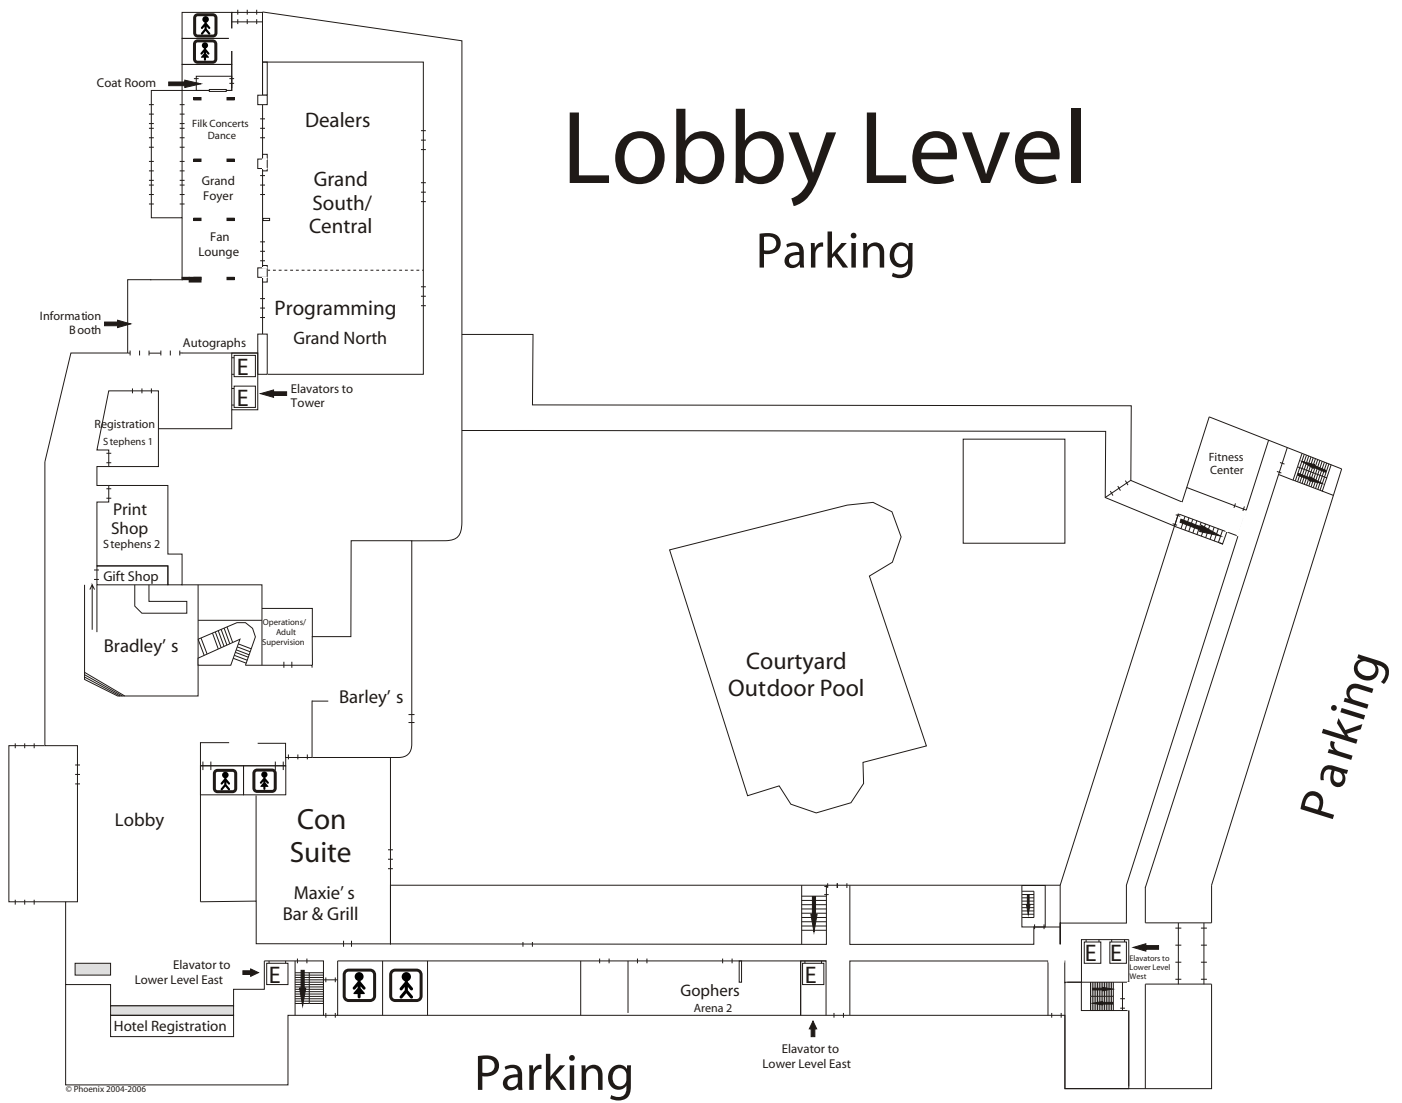 Lobby Level
Parking
Coat Room
Filk Concerts
Dance
Grand
Foyer
Fan
Lounge
Dealers
Grand
South/
Central
Programming
Grand North
Information
Booth
Autographs
E
E
Elavators to
Tower
Registration
Stephens 1
Print
Shop
Stephens 2
Gift Shop
Bradley's
Operations/
Adult
Supervision
Barley's
Fitness
Center
Courtyard
Outdoor Pool
Parking
Lobby
Con
Suite
Maxie's
Bar & Grill
Elavator to
Lower Level East
E
Hotel Registration
Gophers
Arena 2
E
Elavator to
Lower Level East
E
E
Elavators to
Lower Level
West
Parking
© Phoenix 2004-2006